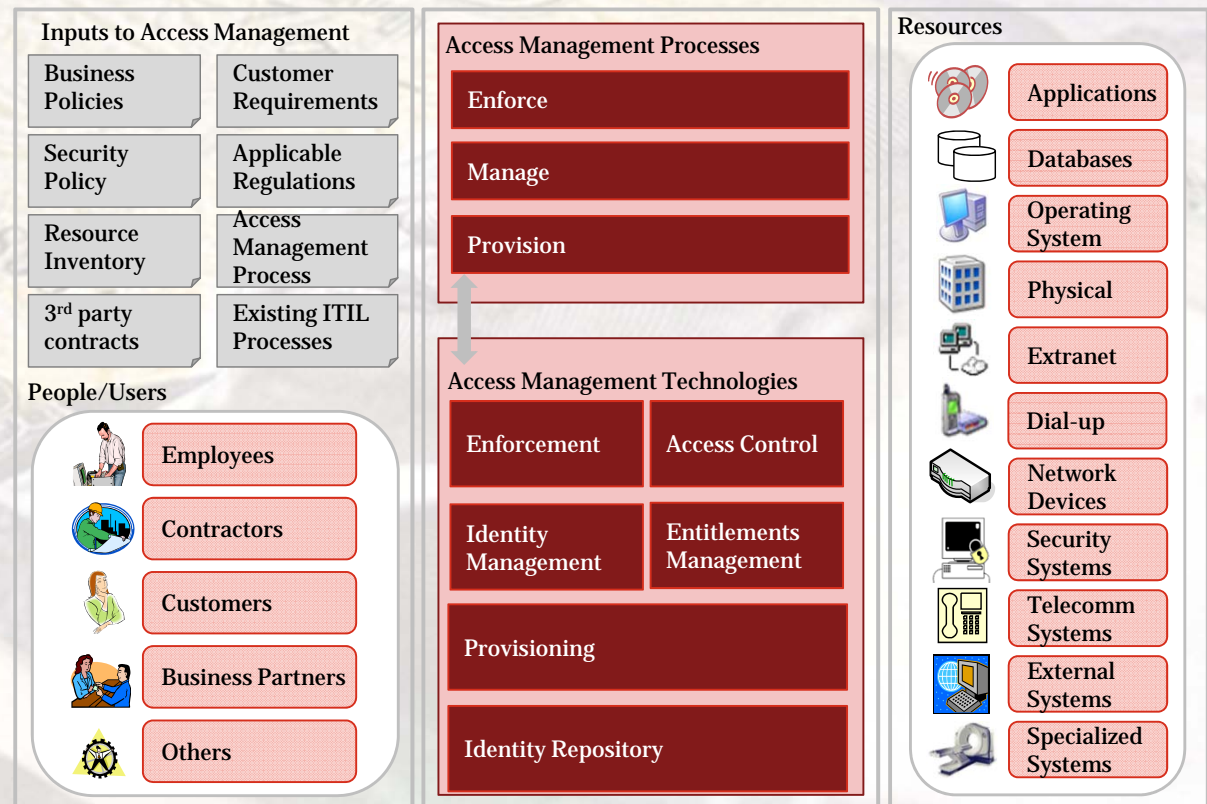 Inputs to Access Management
Business
Policies
Customer
Requirements
Security
Policy
Applicable
Regulations
Resource
Inventory
Access
Management
Process
3rd party
contracts
Existing ITIL
Processes
People/Users
Employees
Contractors
Customers
Business Partners
Others
Access Management Processes
Enforce
Manage
Provision
Access Management Technologies
Enforcement
Access Control
Identity
Management
Entitlements
Management
Provisioning
Identity Repository
Resources
Applications
Databases
Operating
System
Physical
Extranet
Dial-up
Network
Devices
Security
Systems
Telecomm
Systems
External
Systems
Specialized
Systems